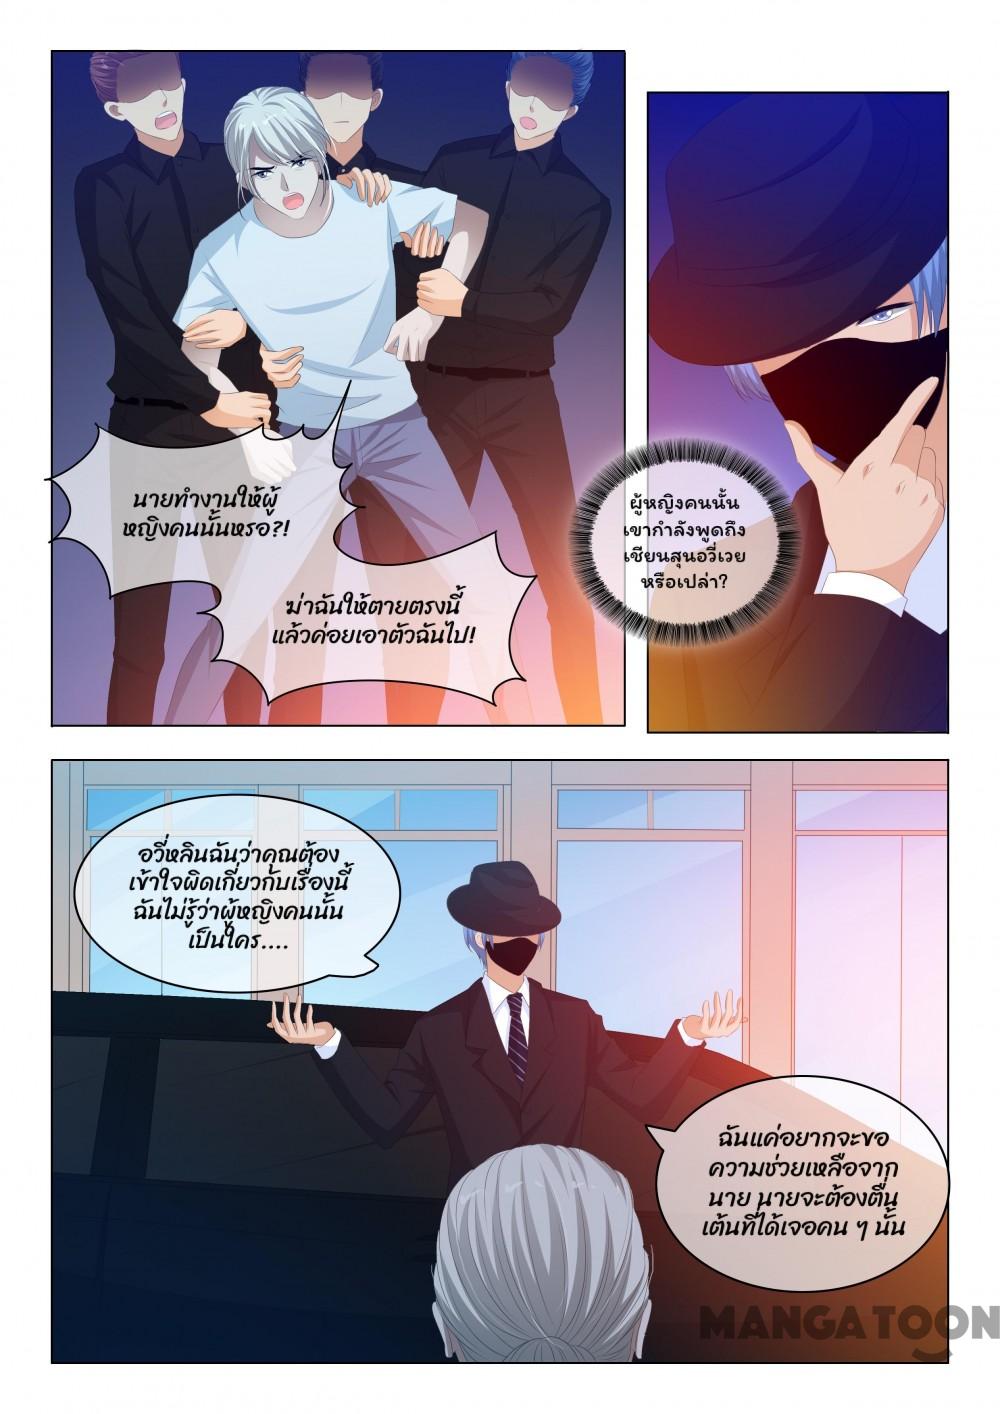 นายทำงานให้ผู้
หญิงคนนั้นหรอ?!
ฆ่าฉันให้ตายตรงนี้
แล้วค่อยเอาตัวฉันไป!
ผู้หญิงคนนั้น
เขากำลังพูดถึง
เชียนสุนอวี่เวย
หรือเปล่า?
อวี่หลินฉันว่าคุณต้อง
เข้าใจผิดเกี่ยวกับเรื่องนี้
ฉันไม่รู้ว่าผู้หญิงคนนั้น
เป็นใคร....
ฉันแค่อยากจะขอ
ความช่วยเหลือจาก
นาย นายจะต้องตื่น
เต้นที่ได้เจอคน ๆ นั้น
MANGATOON